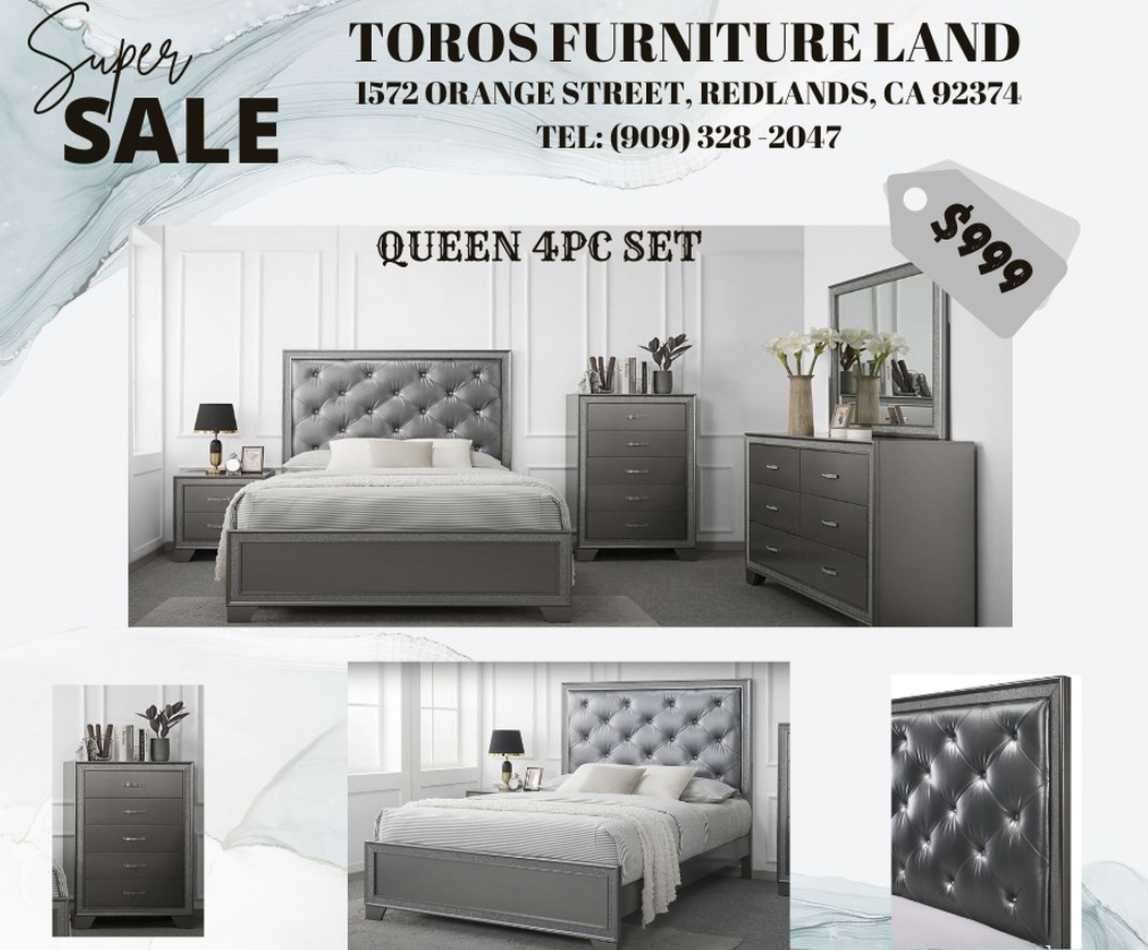 Super
SALE
TOROS FURNITURE LAND
1572 ORANGE STREET, REDLANDS, CA 92374
TEL: (909) 328 -2047
$999
QUEEN 4PC SET